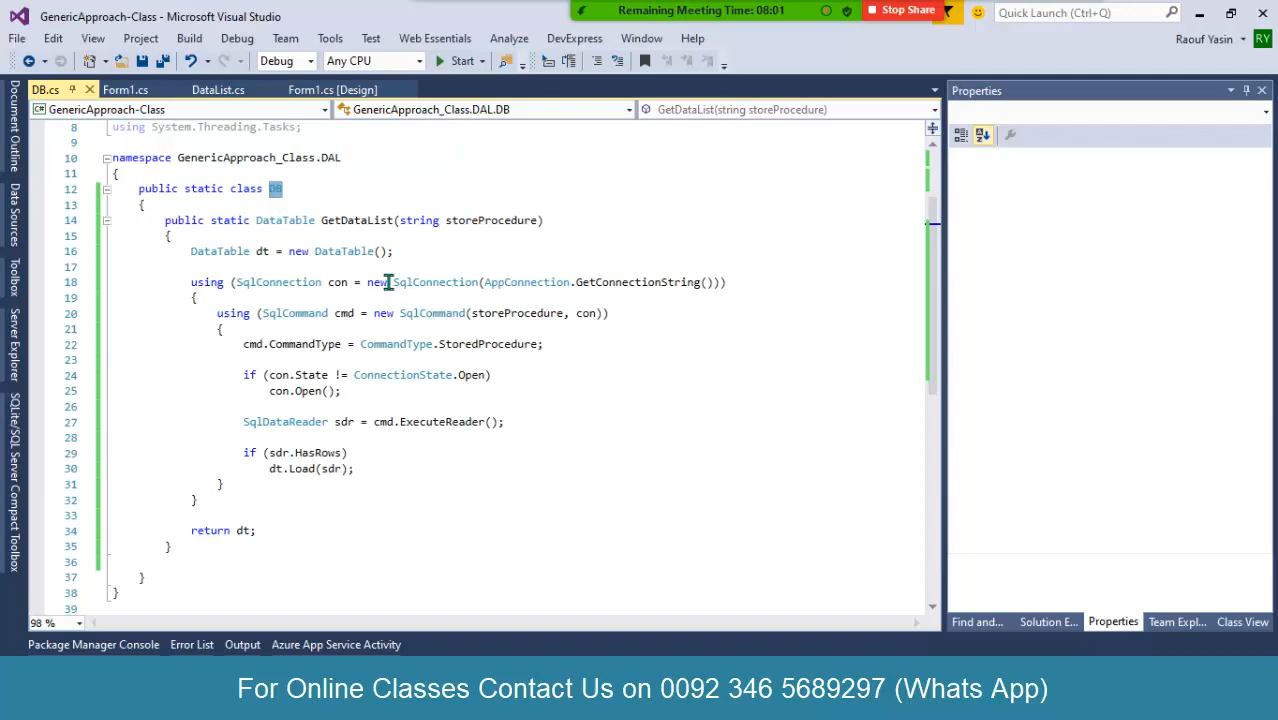 GenericApproach-Class - Microsoft Visual Studio
Remaining Meeting Time: 08:01
Stop Share
Quick Launch (Ctrl+Q)
File Edit View Project Build Debug Team Tools Test Web Essentials Analyze DevExpress Window Help
Raouf Yasin RY
Debug Any CPU Start
DB.cs Form1.cs DataList.cs Form1.cs [Design]
Properties
GenericApproach-Class GenericApproach_Class.DAL.DB GetDataList(string storeProcedure)
Document Outline
Data Sources
Toolbox
Server Explorer
SQLite/SQL Server Compact Toolbox
8 using System.Threading.Tasks;
9
10 namespace GenericApproach_Class.DAL
11 {
12 public static class DB
13 {
14 public static DataTable GetDataList(string storeProcedure)
15 {
16 DataTable dt = new DataTable();
17
18 using (SqlConnection con = new SqlConnection(AppConnection.GetConnectionString()))
19 {
20 using (SqlCommand cmd = new SqlCommand(storeProcedure, con))
21 {
22 cmd.CommandType = CommandType.StoredProcedure;
23
24 if (con.State != ConnectionState.Open)
25 con.Open();
26
27 SqlDataReader sdr = cmd.ExecuteReader();
28
29 if (sdr.HasRows)
30 dt.Load(sdr);
31 }
32 }
33
34 return dt;
35 }
36
37 }
38 }
39
98 %
Find and... Solution E... Properties Team Expl... Class View
Package Manager Console Error List Output Azure App Service Activity
For Online Classes Contact Us on 0092 346 5689297 (Whats App)